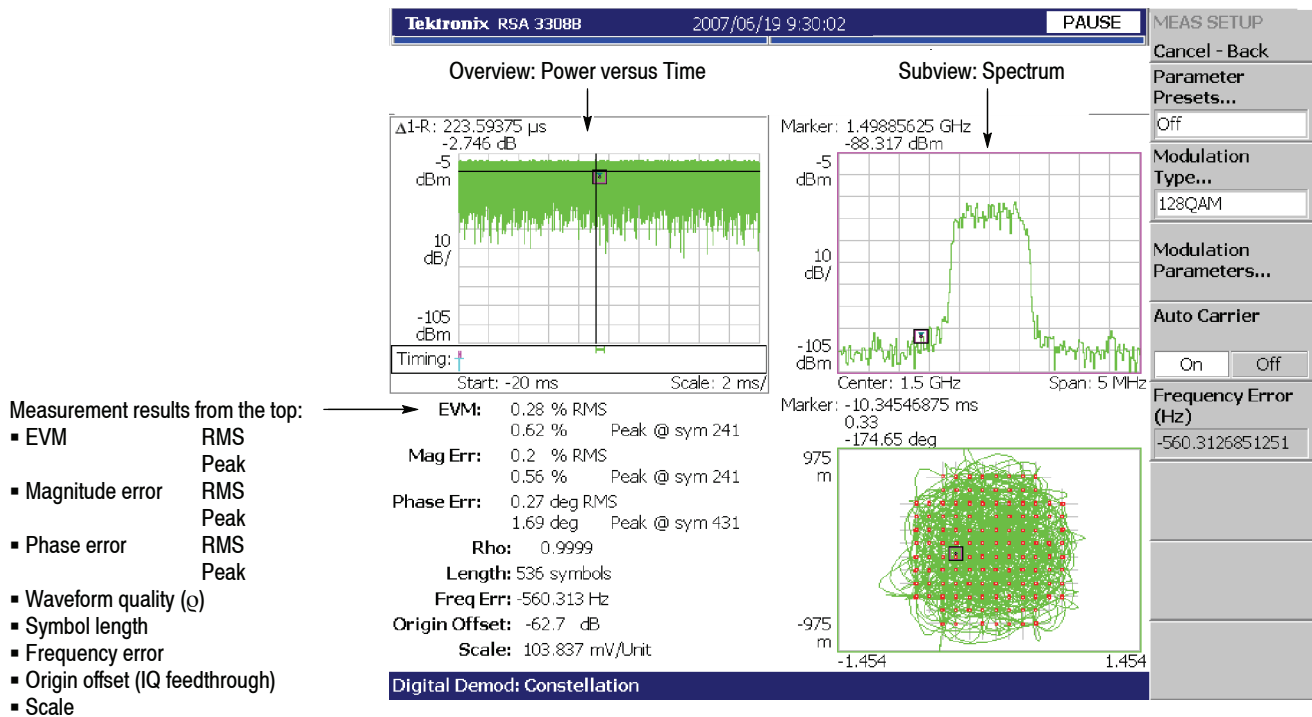 Tektronix RSA 3308B 2007/06/19 9:30:02 PAUSE
Overview: Power versus Time
Subview: Spectrum
Δ1-R: 223.59375 µs
-2.746 dB
-5
dBm
10
dB/
-105
dBm
Timing:
Start: -20 ms Scale: 2 ms/
Marker: 1.49885625 GHz
-88.317 dBm
-5
dBm
10
dB/
-105
dBm
Center: 1.5 GHz Span: 5 MHz
Measurement results from the top:
▪ EVM RMS
Peak
▪ Magnitude error RMS
Peak
▪ Phase error RMS
Peak
▪ Waveform quality (ϱ)
▪ Symbol length
▪ Frequency error
▪ Origin offset (IQ feedthrough)
▪ Scale
EVM: 0.28 % RMS
0.62 % Peak @ sym 241
Mag Err: 0.2 % RMS
0.56 % Peak @ sym 241
Phase Err: 0.27 deg RMS
1.69 deg Peak @ sym 431
Rho: 0.9999
Length: 536 symbols
Freq Err: -560.313 Hz
Origin Offset: -62.7 dB
Scale: 103.837 mV/Unit
Marker: -10.34546875 ms
0.33
-174.65 deg
975
m
-975
m
-1.454 1.454
Digital Demod: Constellation
MEAS SETUP
Cancel - Back
Parameter
Presets...
Off
Modulation
Type...
128QAM
Modulation
Parameters...
Auto Carrier
On Off
Frequency Error
(Hz)
-560.3126851251